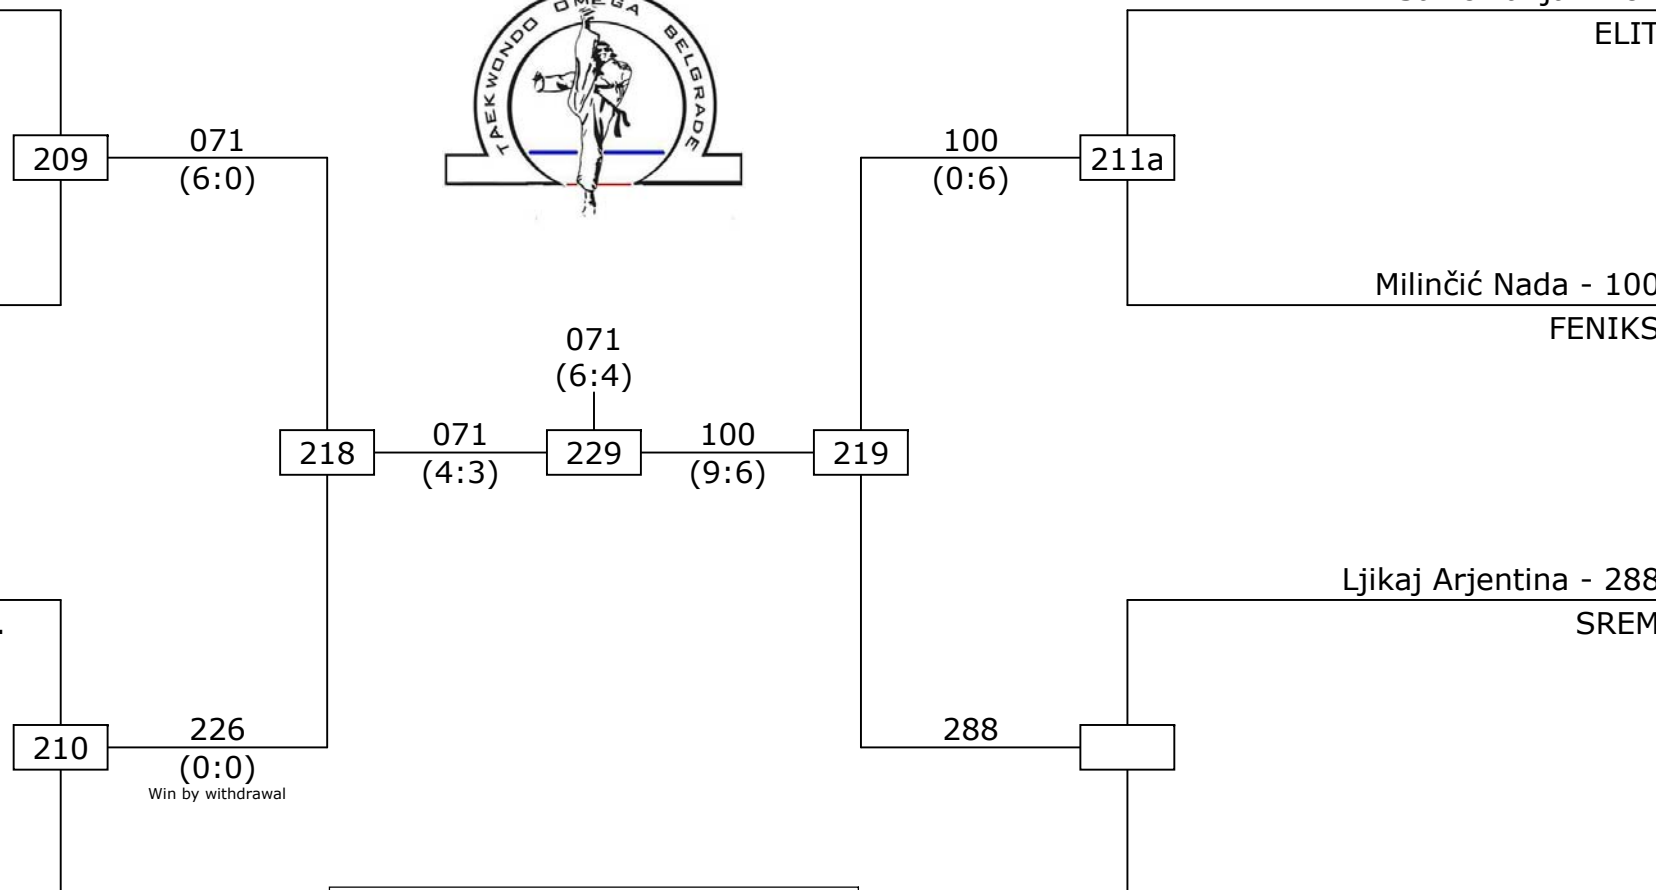 TAEKWONDO OMEGA BELGRADE
ELIT
209
071
(6:0)
100
(0:6)
211a
Milinčić Nada - 100
FENIKS
071
(6:4)
218
071
(4:3)
229
100
(9:6)
219
Ljikaj Arjentina - 288
SREM
210
226
(0:0)
Win by withdrawal
288